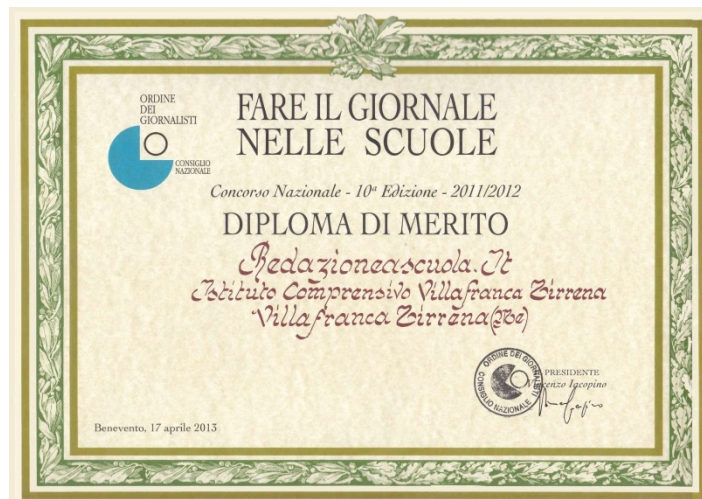 ORDINE
DEI
GIORNALISTI
CONSIGLIO
NAZIONALE
FARE IL GIORNALE
NELLE SCUOLE
Concorso Nazionale - 10ª Edizione - 2011/2012
DIPLOMA DI MERITO
Redazioneascuola.It
Istituto Comprensivo Villafranca Tirrena
Villafranca Tirrena (Me)
ORDINE DEI GIORNALISTI
CONSIGLIO NAZIONALE
PRESIDENTE
Vincenzo Iacopino
Benevento, 17 aprile 2013